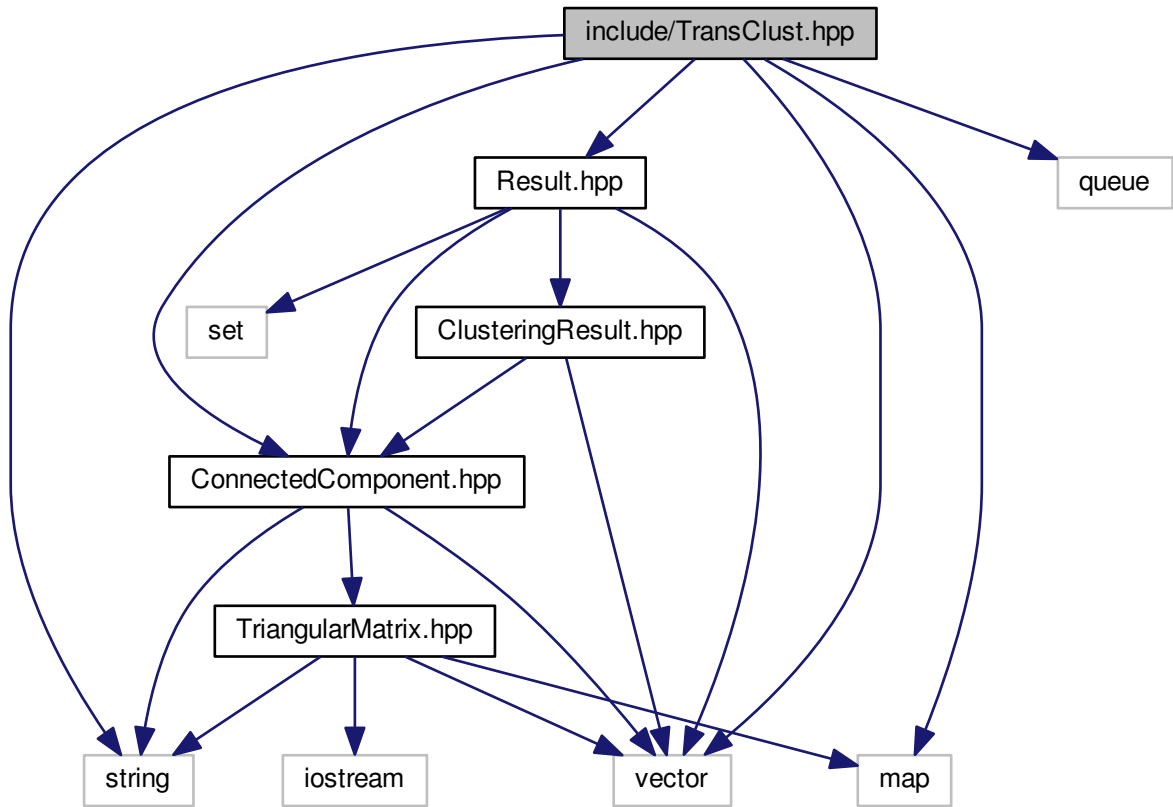 include/TransClust.hpp
Result.hpp
queue
set
ClusteringResult.hpp
ConnectedComponent.hpp
TriangularMatrix.hpp
string
iostream
vector
map